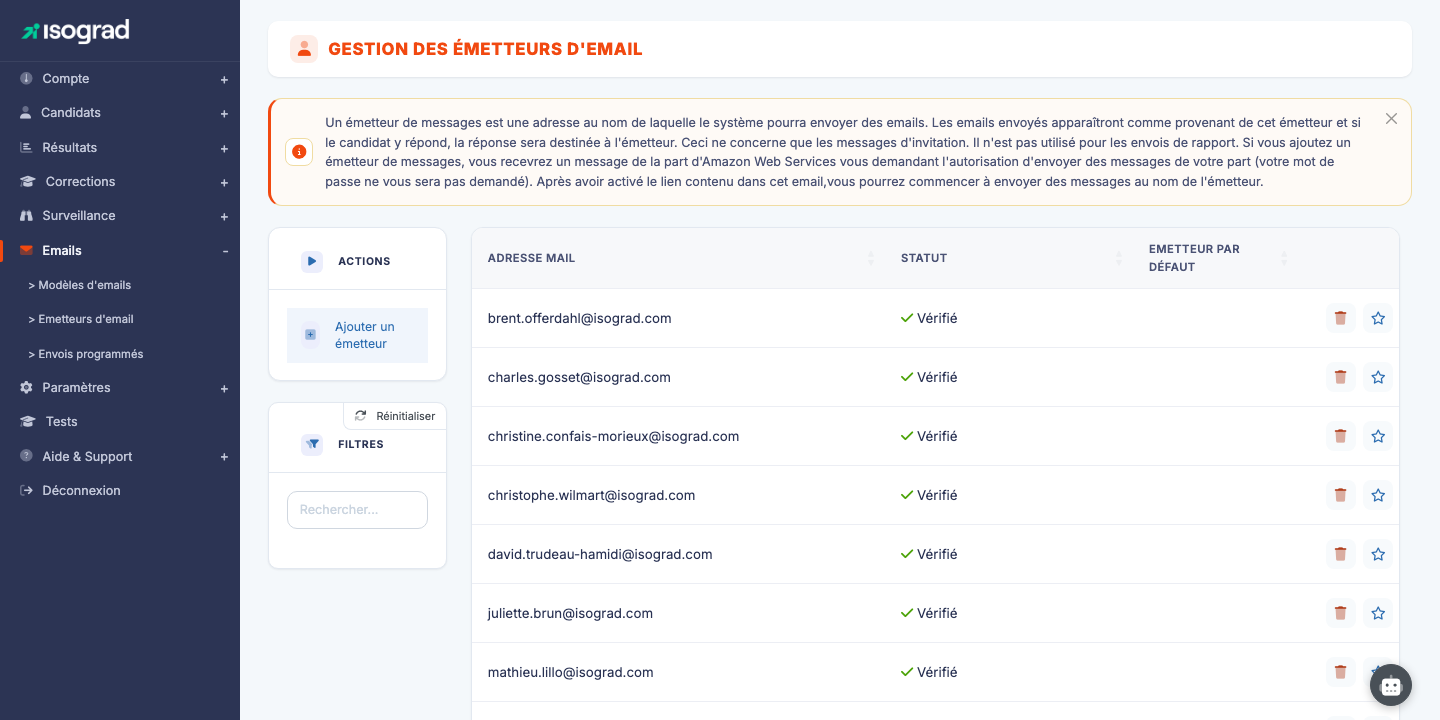 isograd
Compte +
Candidats +
Résultats +
Corrections +
Surveillance +
Emails -
> Modèles d'emails
> Emetteurs d'email
> Envois programmés
Paramètres +
Tests
Aide & Support +
Déconnexion
GESTION DES ÉMETTEURS D'EMAIL
Un émetteur de messages est une adresse au nom de laquelle le système pourra envoyer des emails. Les emails envoyés apparaîtront comme provenant de cet émetteur et si
le candidat y répond, la réponse sera destinée à l'émetteur. Ceci ne concerne que les messages d'invitation. Il n'est pas utilisé pour les envois de rapport. Si vous ajoutez un
émetteur de messages, vous recevrez un message de la part d'Amazon Web Services vous demandant l'autorisation d'envoyer des messages de votre part (votre mot de
passe ne vous sera pas demandé). Après avoir activé le lien contenu dans cet email,vous pourrez commencer à envoyer des messages au nom de l'émetteur.
ACTIONS
Ajouter un
émetteur
Réinitialiser
FILTRES
Rechercher...
ADRESSE MAIL STATUT EMETTEUR PAR
DÉFAUT
brent.offerdahl@isograd.com Vérifié
charles.gosset@isograd.com Vérifié
christine.confais-morieux@isograd.com Vérifié
christophe.wilmart@isograd.com Vérifié
david.trudeau-hamidi@isograd.com Vérifié
juliette.brun@isograd.com Vérifié
mathieu.lillo@isograd.com Vérifié